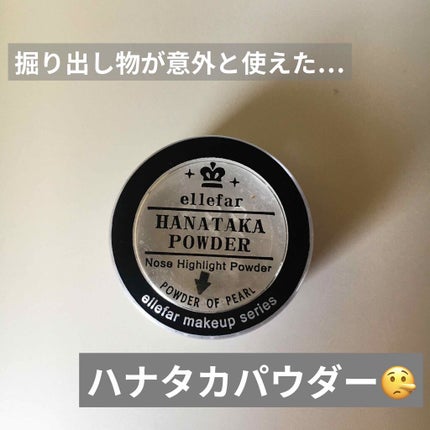 掘り出し物が意外と使えた...
ellefar
HANATAKA
POWDER
Nose Highlight Powder
POWDER OF PEARL
ellefar makeup series
ハナタカパウダー🤥